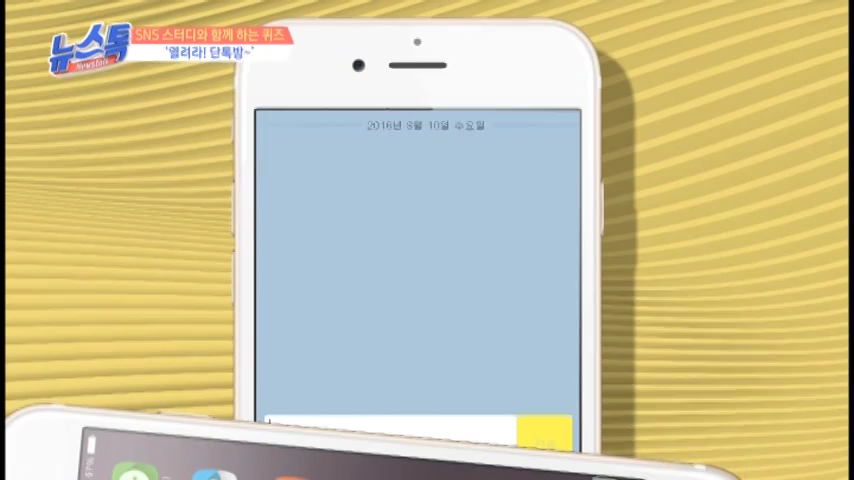 뉴스톡
Newstalk
SNS 스터디와 함께 하는 퀴즈
'열려라! 단톡방~'
2016년 8월 10일 수요일